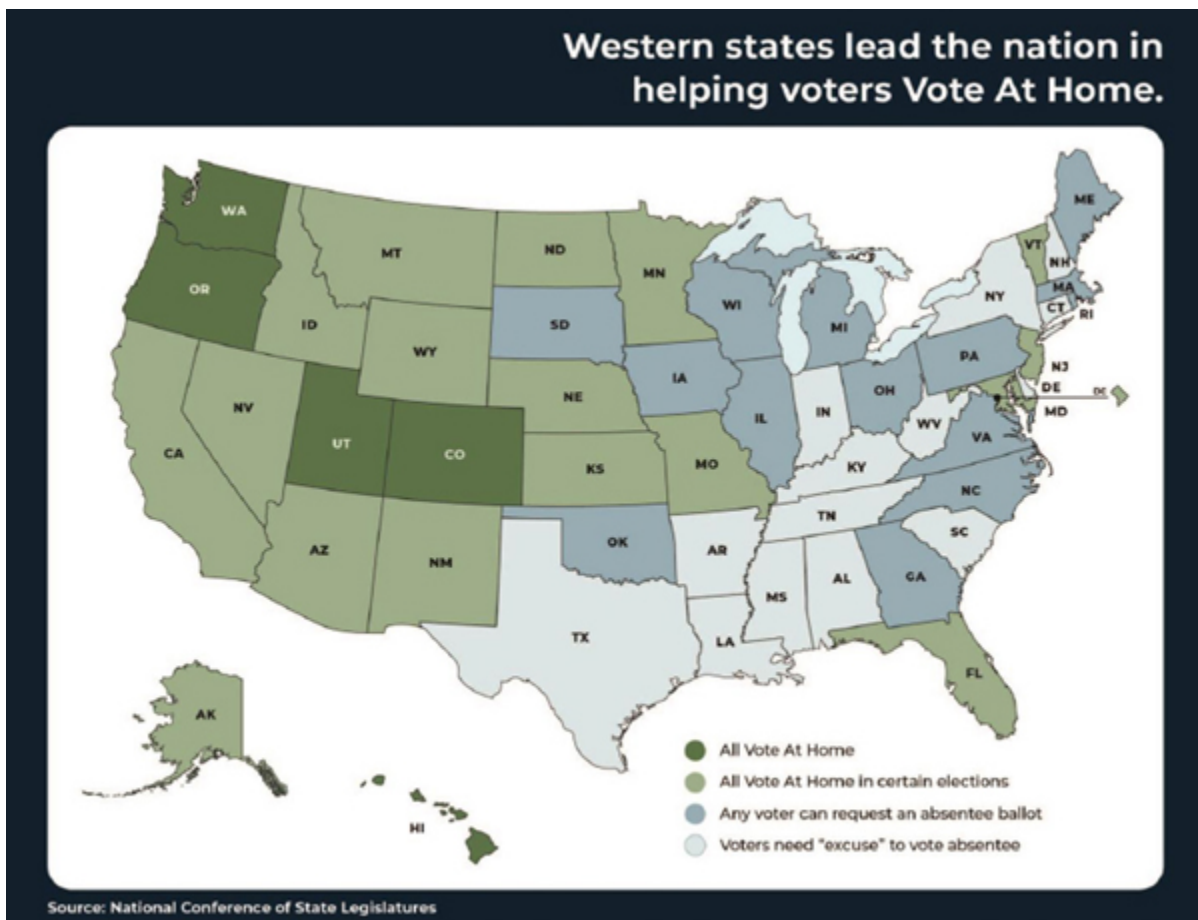 Western states lead the nation in
helping voters Vote At Home.
WA
MT
ND
MN
ME
VT
NH
OR
ID
WY
SD
WI
MI
NY
MA
CT
RI
NV
NE
IA
PA
NJ
CA
UT
CO
KS
MO
IL
IN
OH
WV
DE
DC
MD
VA
KY
NC
AZ
NM
OK
AR
TN
SC
TX
LA
MS
AL
GA
FL
AK
HI
All Vote At Home
All Vote At Home in certain elections
Any voter can request an absentee ballot
Voters need "excuse" to vote absentee
Source: National Conference of State Legislatures